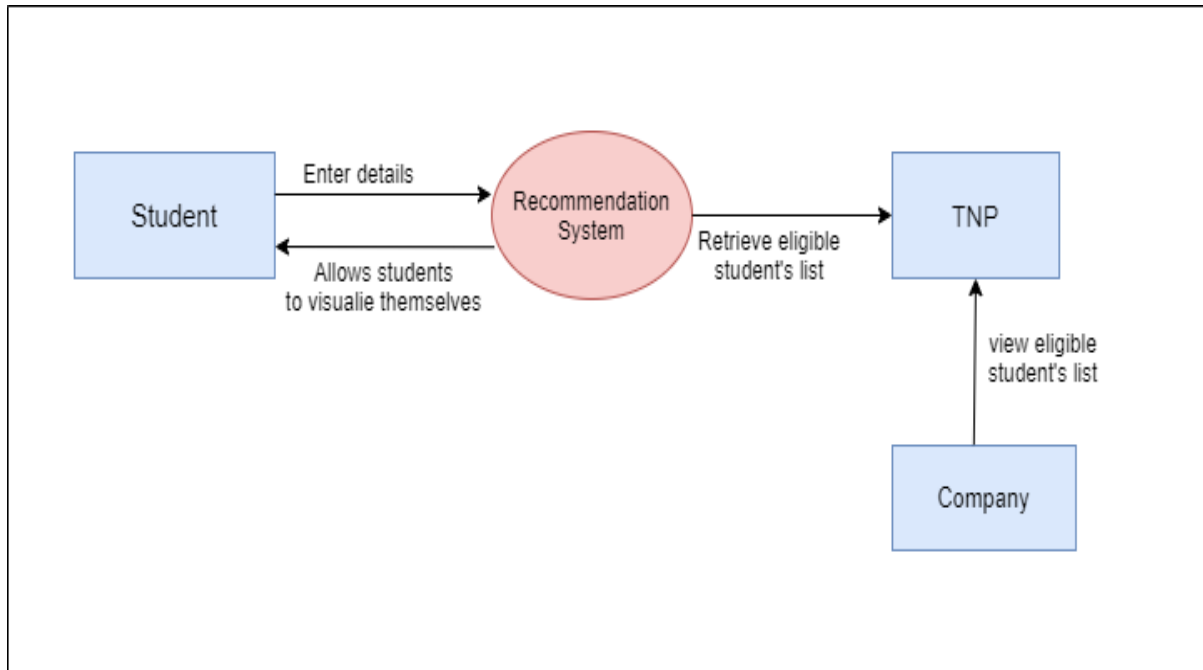 Student
Enter details
Allows students
to visualie themselves
Recommendation
System
Retrieve eligible
student's list
TNP
view eligible
student's list
Company